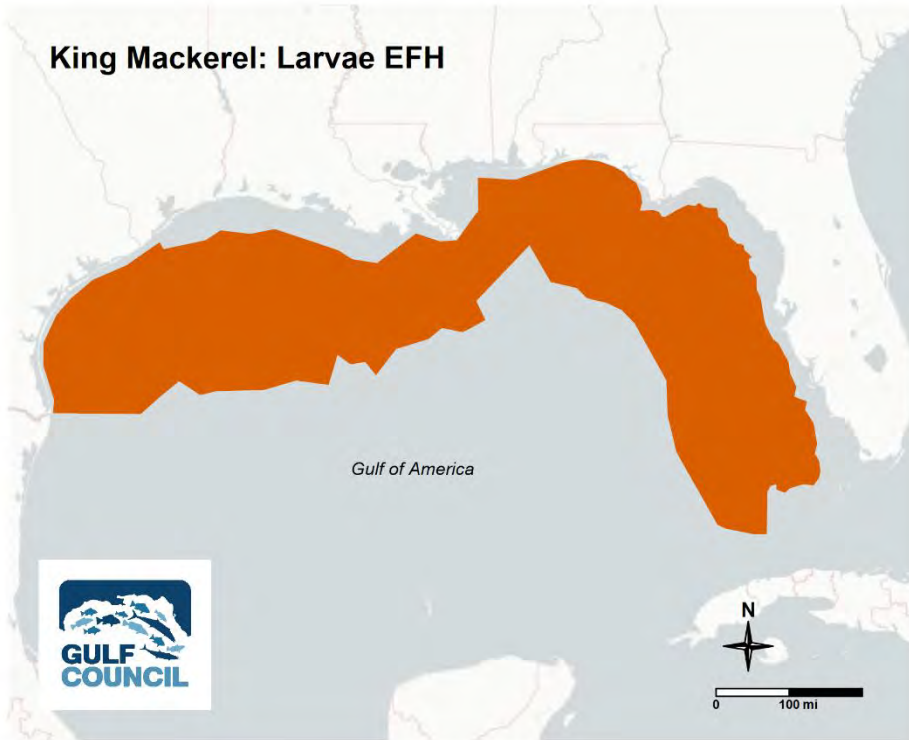 King Mackerel: Larvae EFH
Gulf of America
GULF
COUNCIL
N
0 100 mi